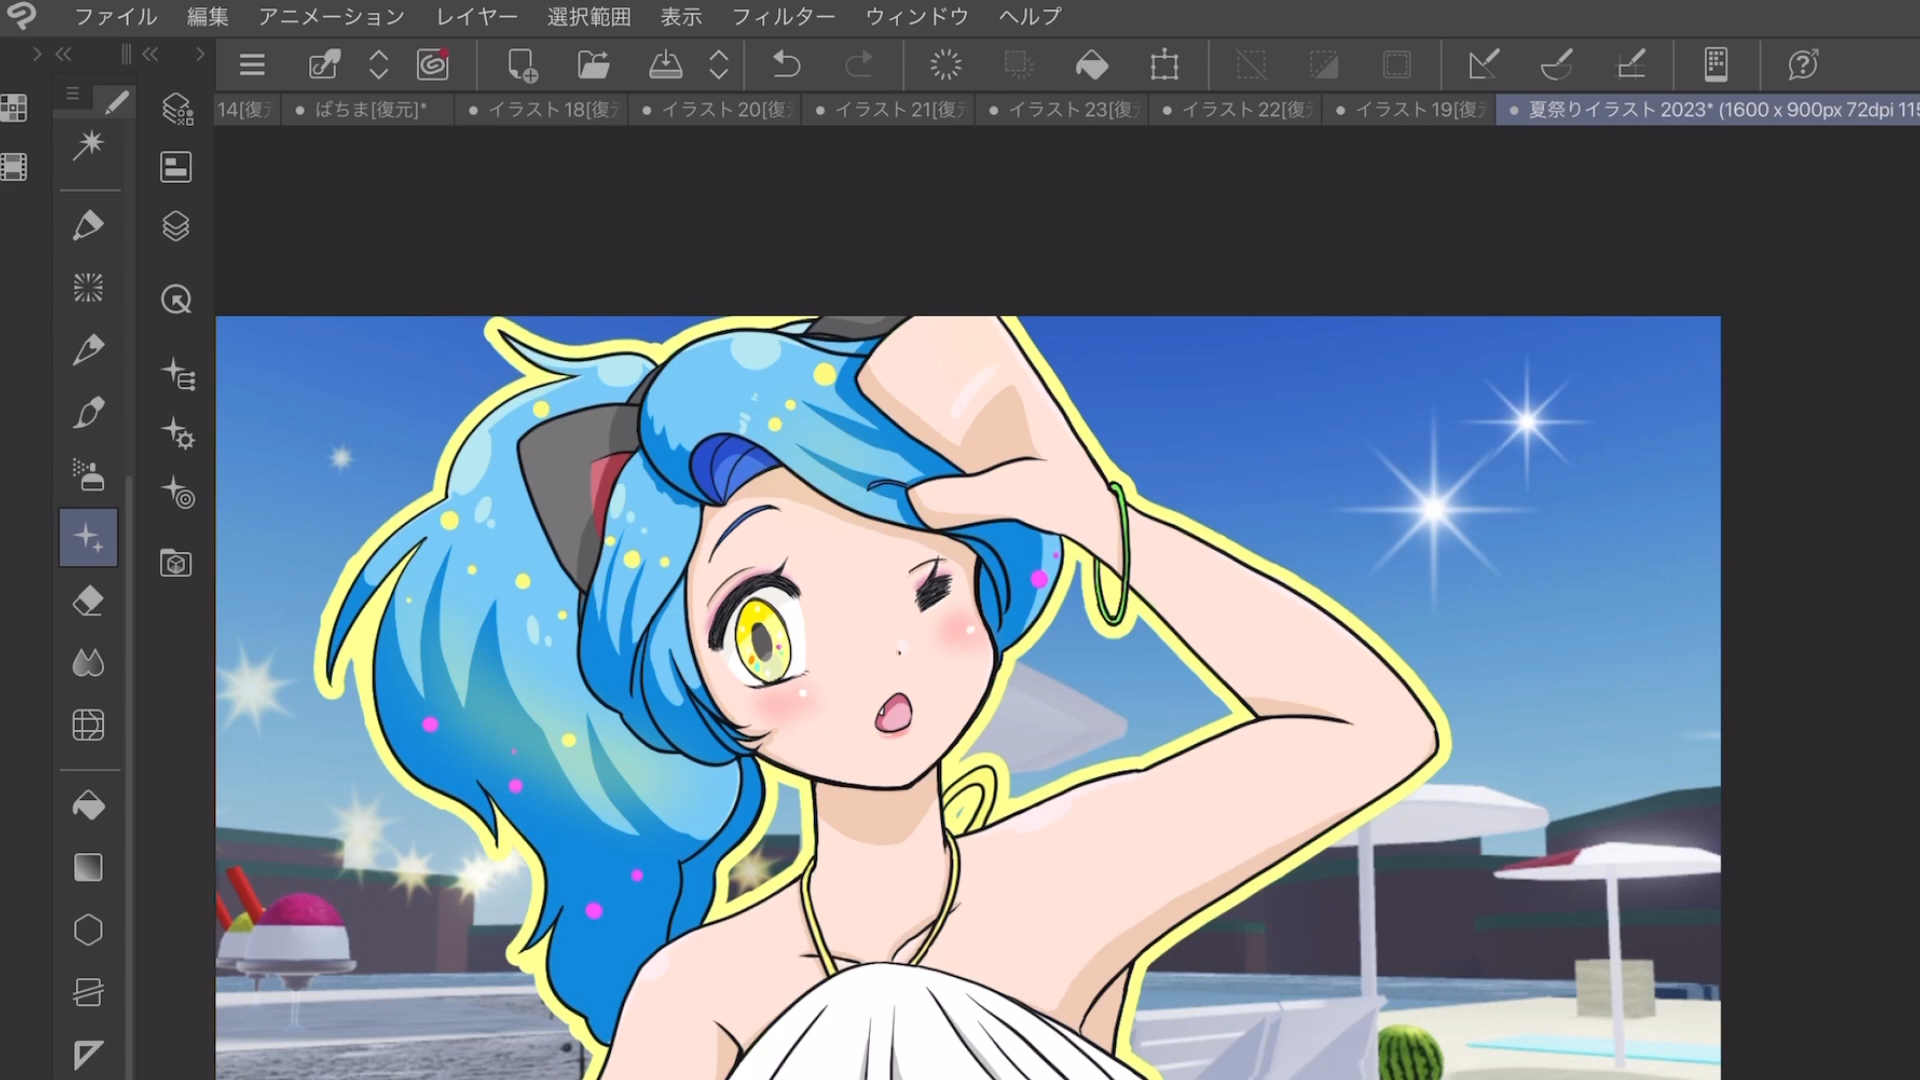 ファイル 編集 アニメーション レイヤー 選択範囲 表示 フィルター ウィンドウ ヘルプ
14[復元 ばちま[復元]* イラスト18[復元 イラスト20[復元 イラスト21[復元 イラスト23[復元 イラスト22[復元 イラスト19[復元 夏祭りイラスト 2023* (1600 x 900px 72dpi 115